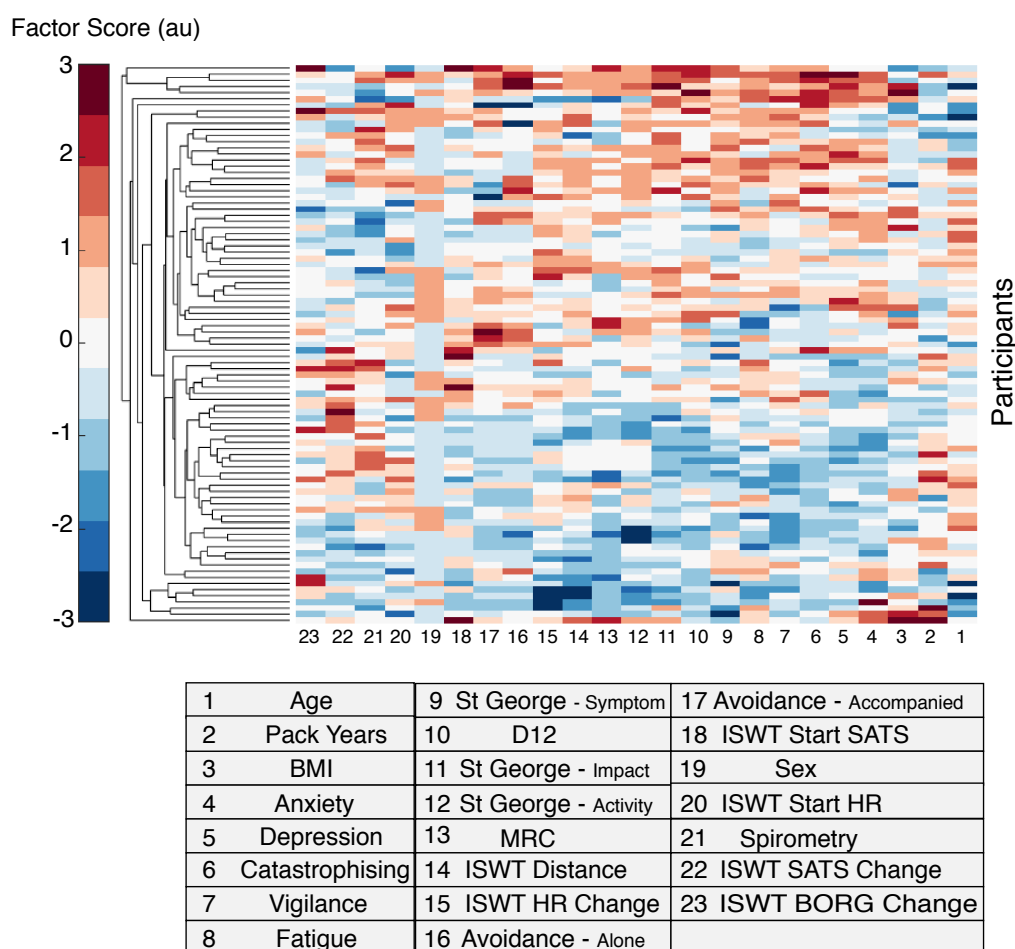 Factor Score (au)
3
2
1
0
-1
-2
-3
Participants
23 22 21 20 19 18 17 16 15 14 13 12 11 10 9 8 7 6 5 4 3 2 1
1 Age 9 St George - Symptom 17 Avoidance - Accompanied
2 Pack Years 10 D12 18 ISWT Start SATS
3 BMI 11 St George - Impact 19 Sex
4 Anxiety 12 St George - Activity 20 ISWT Start HR
5 Depression 13 MRC 21 Spirometry
6 Catastrophising 14 ISWT Distance 22 ISWT SATS Change
7 Vigilance 15 ISWT HR Change 23 ISWT BORG Change
8 Fatigue 16 Avoidance - Alone